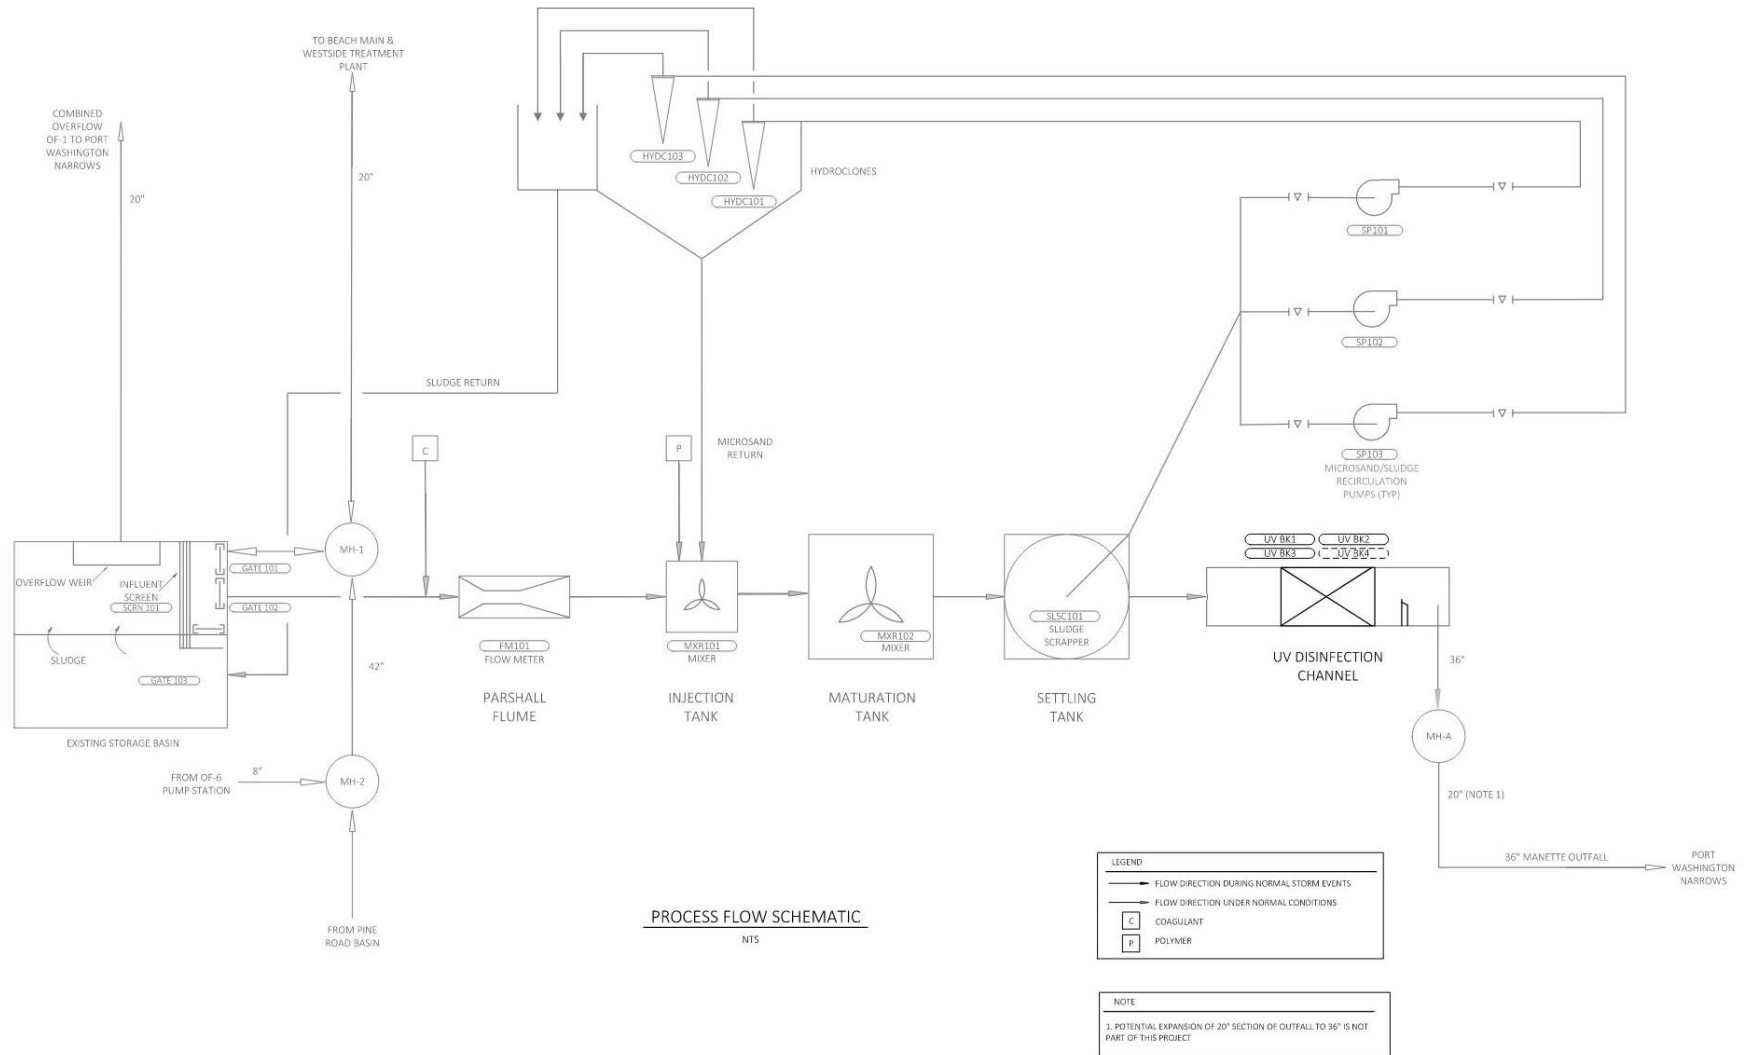 TO BEACH MAIN &
WESTSIDE TREATMENT
PLANT
COMBINED
OVERFLOW
OF-1 TO PORT
WASHINGTON
NARROWS
20"
20"
HYDC103
HYDC102
HYDC101
HYDROCLONES
SP101
SP102
SP103
MICROSAND/SLUDGE
RECIRCULATION
PUMPS (TYP)
SLUDGE RETURN
C
P
MICROSAND
RETURN
MH-1
GATE 101
OVERFLOW WEIR
INFLUENT
SCREEN
SCRN 101
GATE 102
SLUDGE
GATE 103
EXISTING STORAGE BASIN
42"
FROM OF-6
PUMP STATION
8"
MH-2
FROM PINE
ROAD BASIN
FM101
FLOW METER
PARSHALL
FLUME
MXR101
MIXER
INJECTION
TANK
MXR102
MIXER
MATURATION
TANK
SLSC101
SLUDGE
SCRAPPER
SETTLING
TANK
UV BK1 UV BK2
UV BK3 UV BK4
UV DISINFECTION
CHANNEL
36"
MH-A
20" (NOTE 1)
36" MANETTE OUTFALL
PORT
WASHINGTON
NARROWS
PROCESS FLOW SCHEMATIC
NTS
LEGEND
FLOW DIRECTION DURING NORMAL STORM EVENTS
FLOW DIRECTION UNDER NORMAL CONDITIONS
C COAGULANT
P POLYMER
NOTE
1. POTENTIAL EXPANSION OF 20" SECTION OF OUTFALL TO 36" IS NOT
PART OF THIS PROJECT